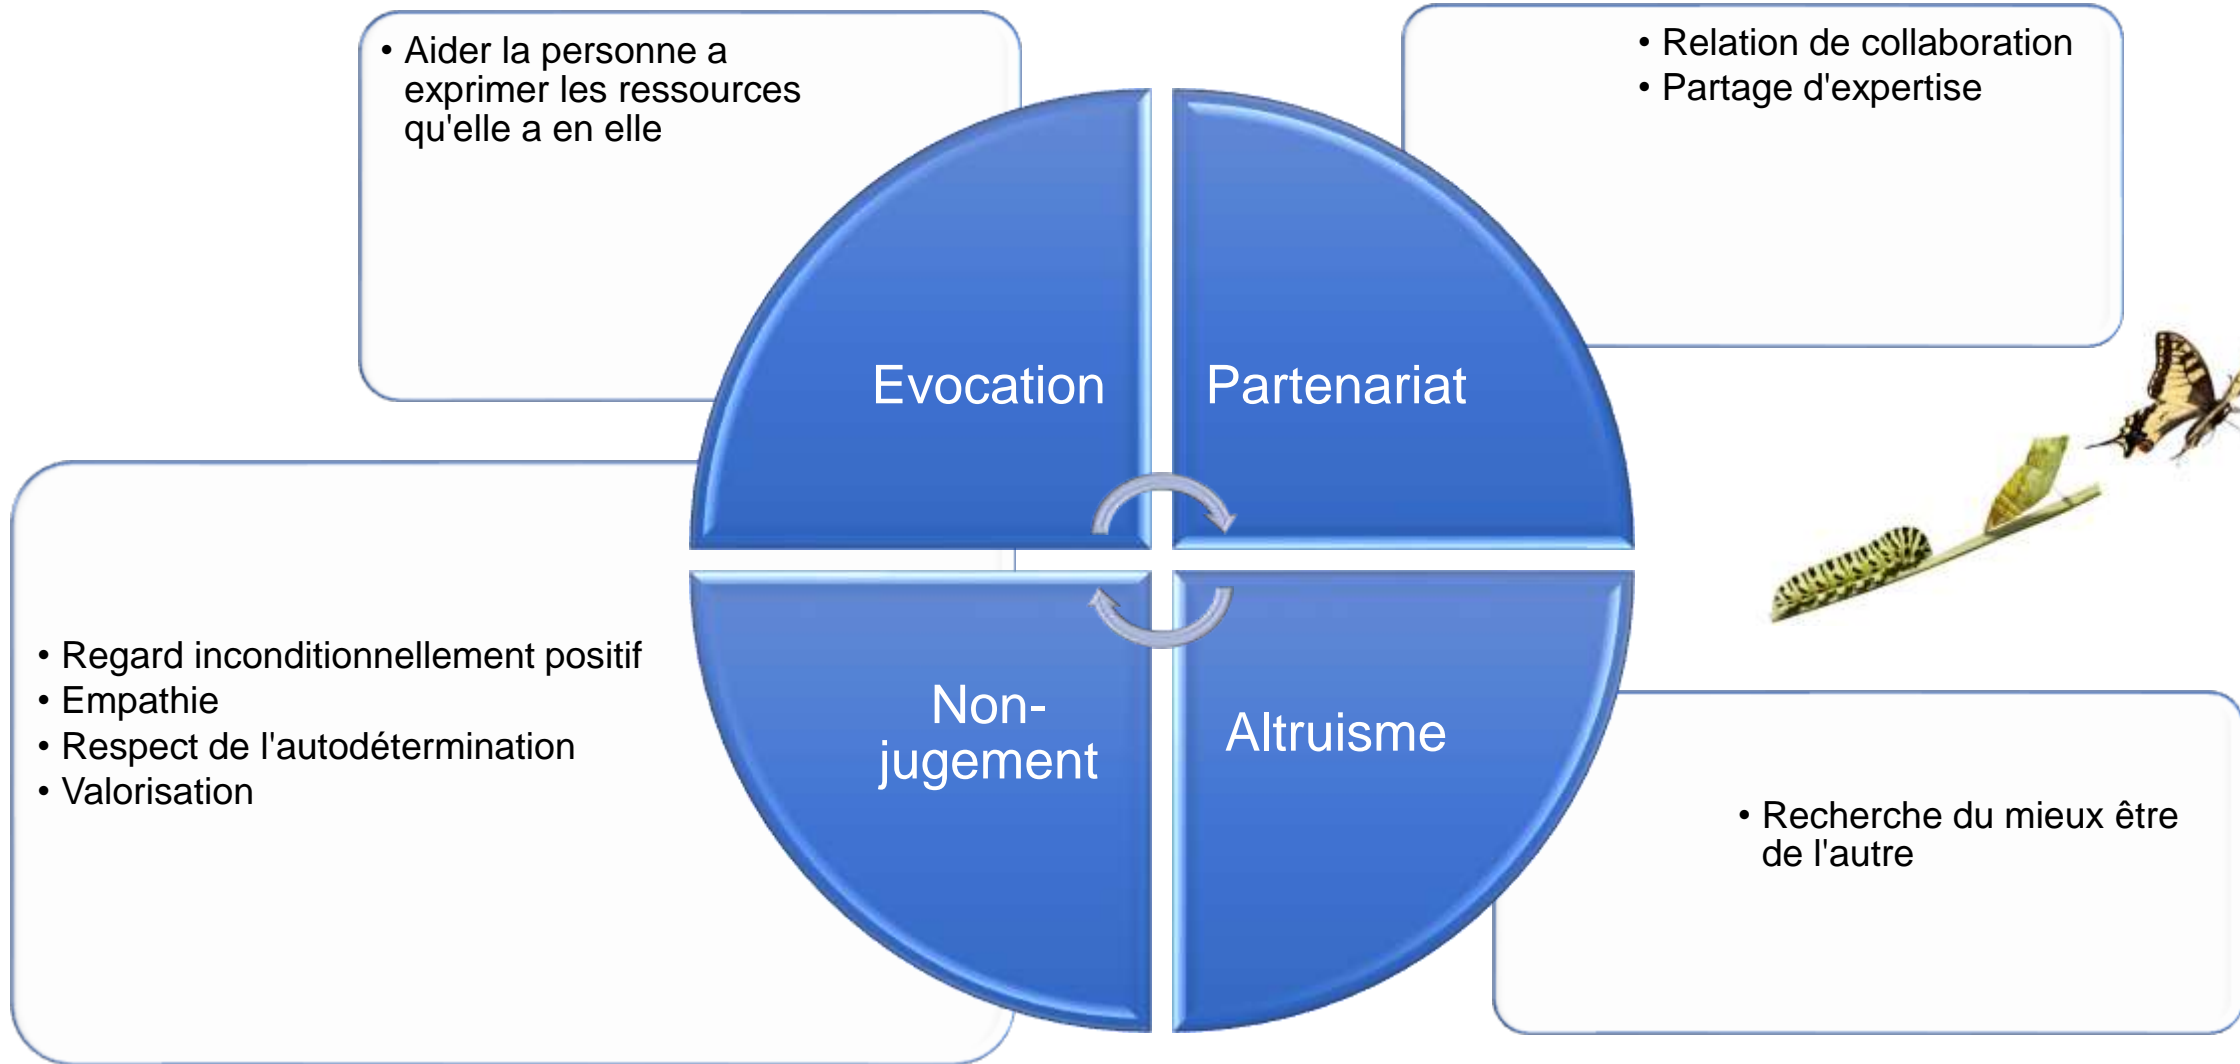 • Aider la personne a
exprimer les ressources
qu'elle a en elle
• Relation de collaboration
• Partage d'expertise
Evocation
Partenariat
• Regard inconditionnellement positif
• Empathie
• Respect de l'autodétermination
• Valorisation
Non-
jugement
Altruisme
• Recherche du mieux être
de l'autre